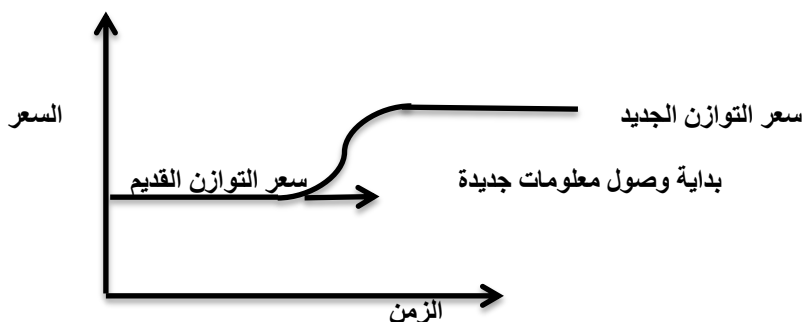 السعر
سعر التوازن الجديد
سعر التوازن القديم
بداية وصول معلومات جديدة
الزمن